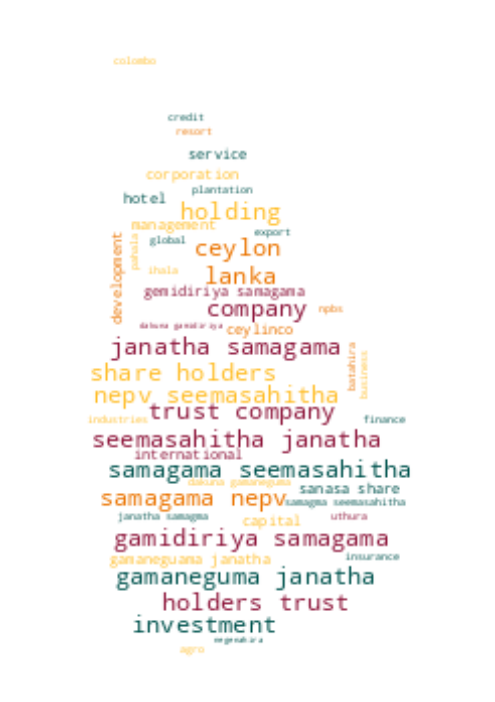 colombo
credit
resort
service
corporation
plantation
hotel
holding
management
export
global
ceylon
development
pahala
ihala
lanka
gemidiriya samagama
company
npbs
dakuna gamidiriya
ceylinco
janatha samagama
batahira
business
share holders
nepv seemasahitha
trust company
industries
finance
seemasahitha janatha
international
samagama seemasahitha
dakuna gamaneguma
sanasa share
samagama nepv
samagma seemasahitha
janatha samagma
capital
uthura
gamidiriya samagama
gamaneguama janatha
insurance
gamaneguma janatha
holders trust
investment
negenahira
agro